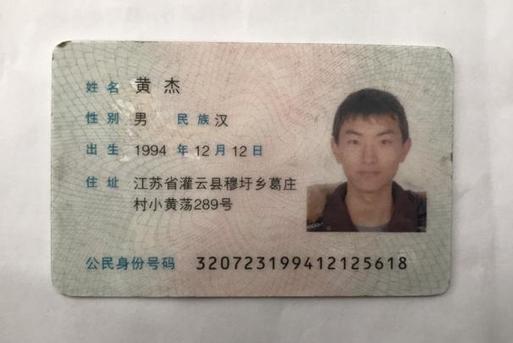 姓名 黄杰
性别 男 民族 汉
出生 1994 年 12 月 12 日
住址 江苏省灌云县穆圩乡葛庄
村小黄荡289号
公民身份号码 320723199412125618